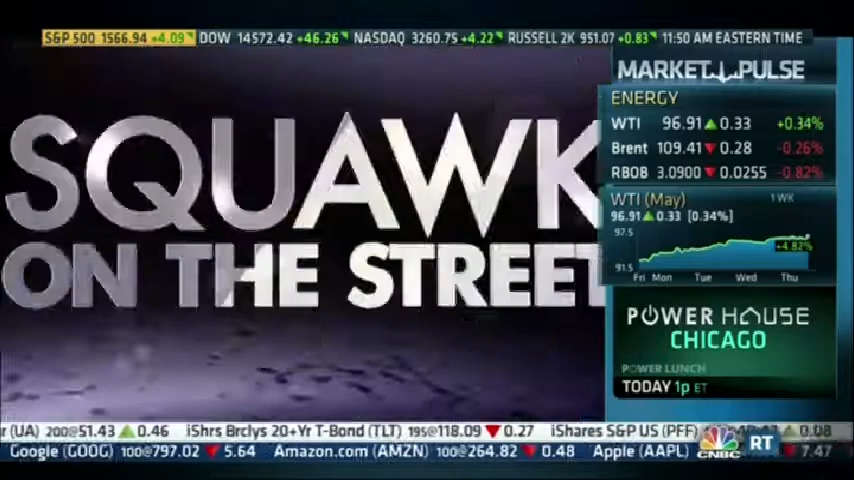 S&P 500 1566.94 +4.09 DOW 14572.42 +46.26 NASDAQ 3260.75 +4.22 RUSSELL 2K 951.07 +0.83 11:50 AM EASTERN TIME
MARKET PULSE
ENERGY
WTI 96.91 0.33 +0.34%
Brent 109.41 0.28 -0.26%
RBOB 3.0900 0.0255 -0.82%
WTI (May) 1 WK
96.91 0.33 [0.34%]
97.5
+4.82%
91.5
Fri Mon Tue Wed Thu
SQUAWK
ON THE STREET
POWER HOUSE
CHICAGO
POWER LUNCH
TODAY 1p ET
r (UA) 200@51.43 0.46 iShrs Brclys 20+Yr T-Bond (TLT) 195@118.09 0.27 iShares S&P US (PFF) 0.08
Google (GOOG) 100@797.02 5.64 Amazon.com (AMZN) 100@264.82 0.48 Apple (AAPL) 7.47
CNBC RT